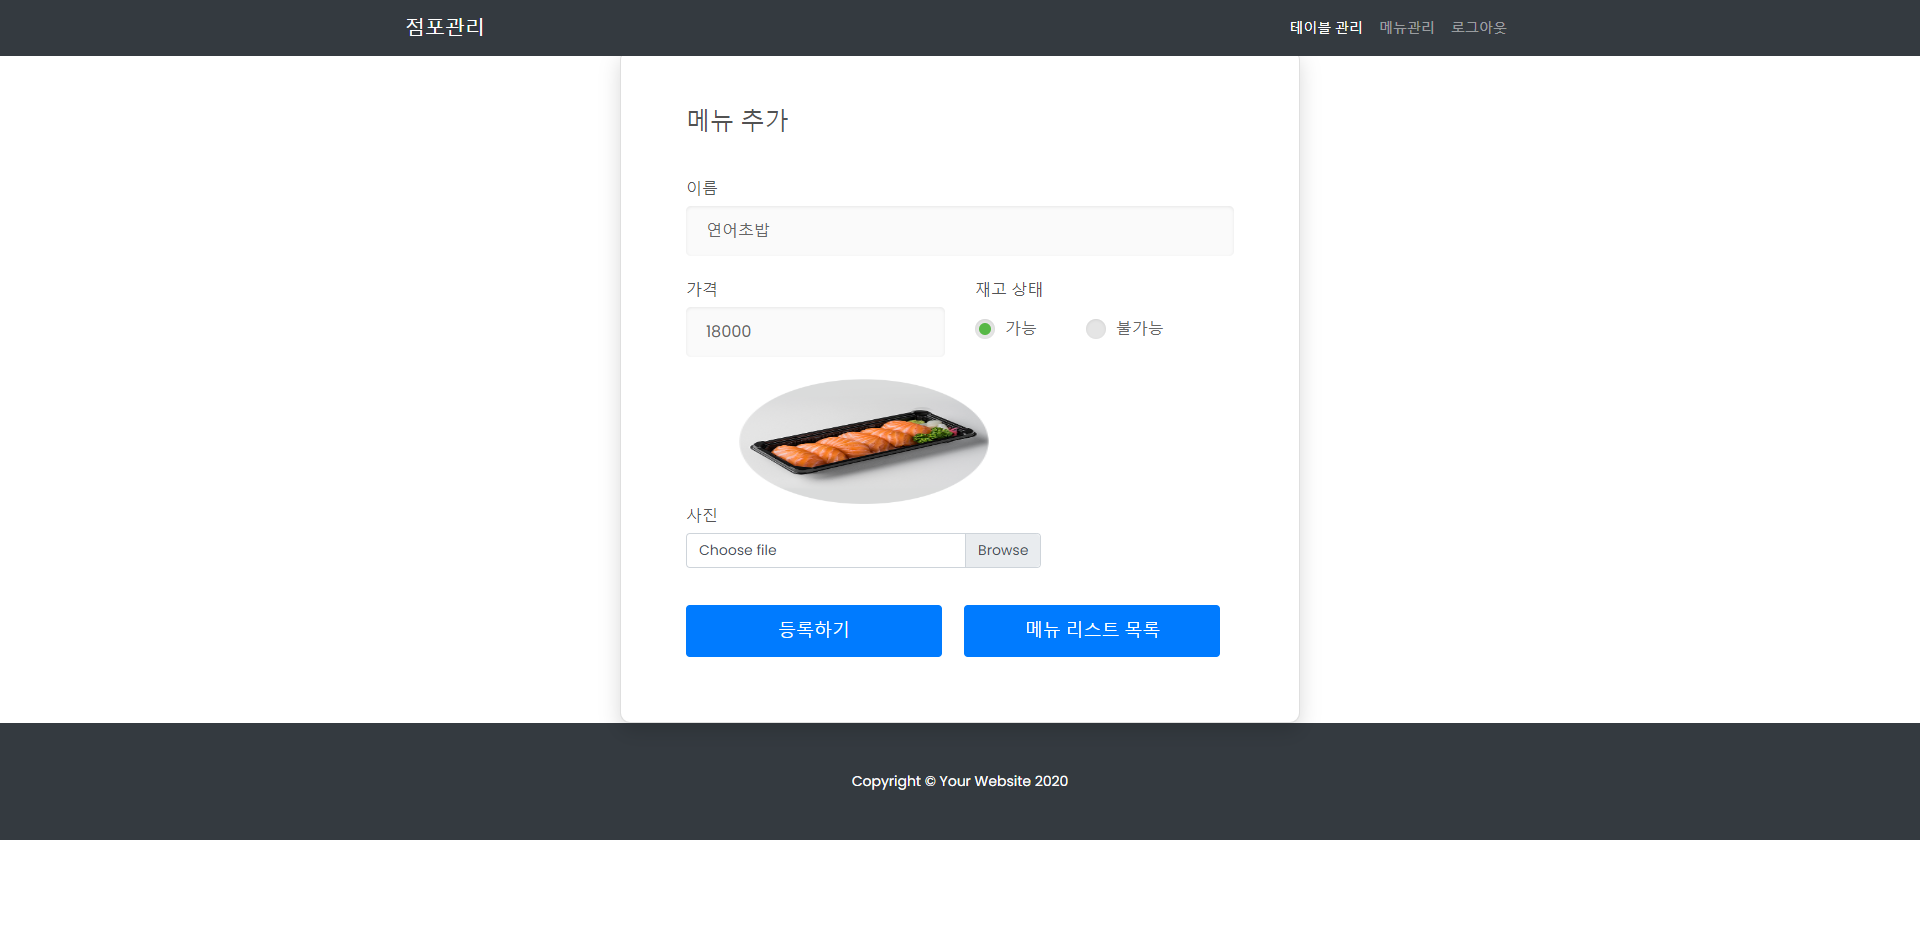 점포관리
테이블 관리 메뉴관리 로그아웃
메뉴 추가
이름
연어초밥
가격 재고 상태
18000 가능 불가능
사진
Choose file Browse
등록하기 메뉴 리스트 목록
Copyright © Your Website 2020